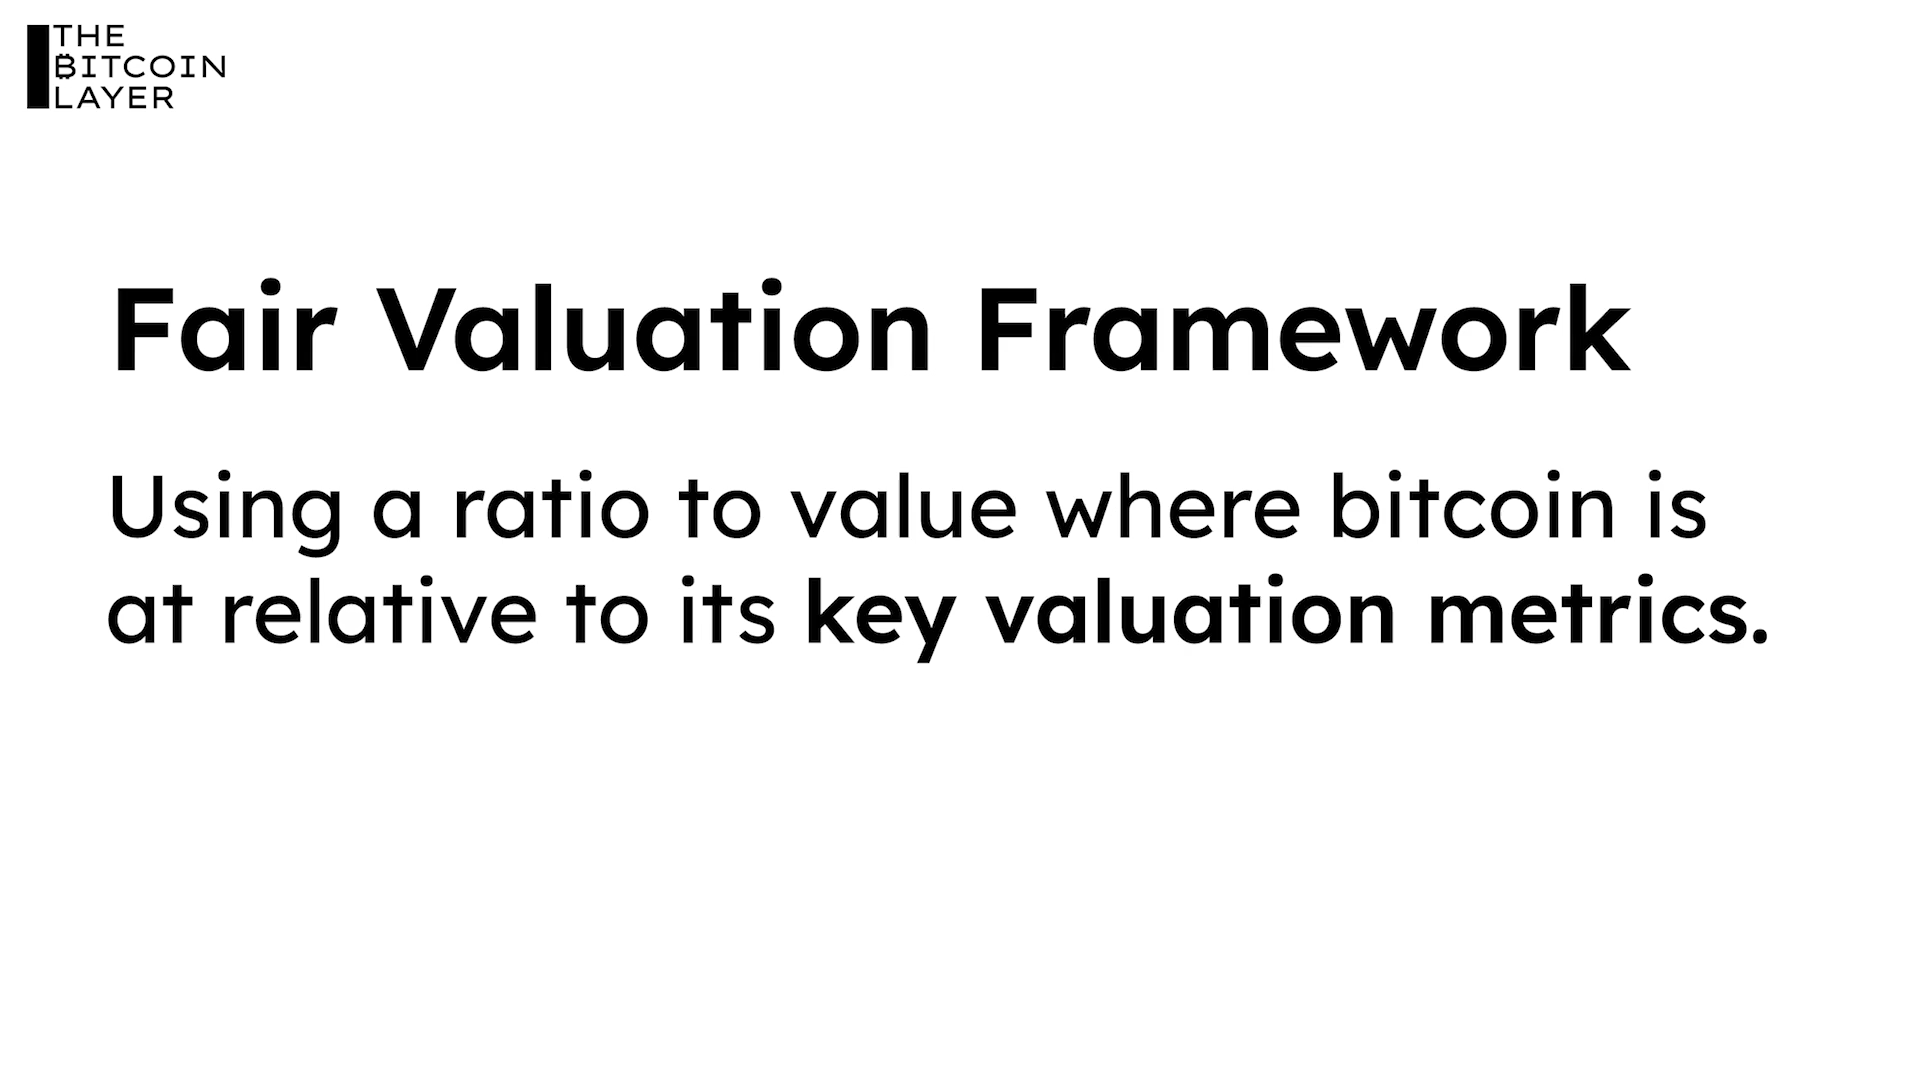 THE
BITCOIN
LAYER
Fair Valuation Framework
Using a ratio to value where bitcoin is
at relative to its key valuation metrics.